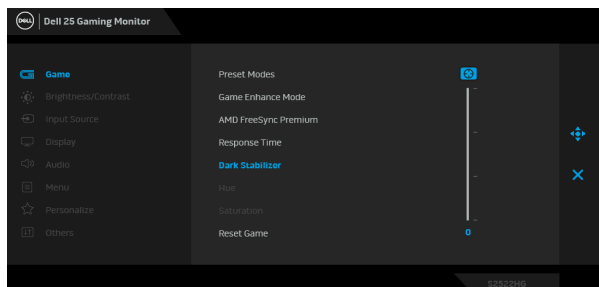 DELL
Dell 25 Gaming Monitor
Game
Brightness/Contrast
Input Source
Display
Audio
Menu
Personalize
Others
Preset Modes
Game Enhance Mode
AMD FreeSync Premium
Response Time
Dark Stabilizer
Hue
Saturation
Reset Game
0
S2522HG